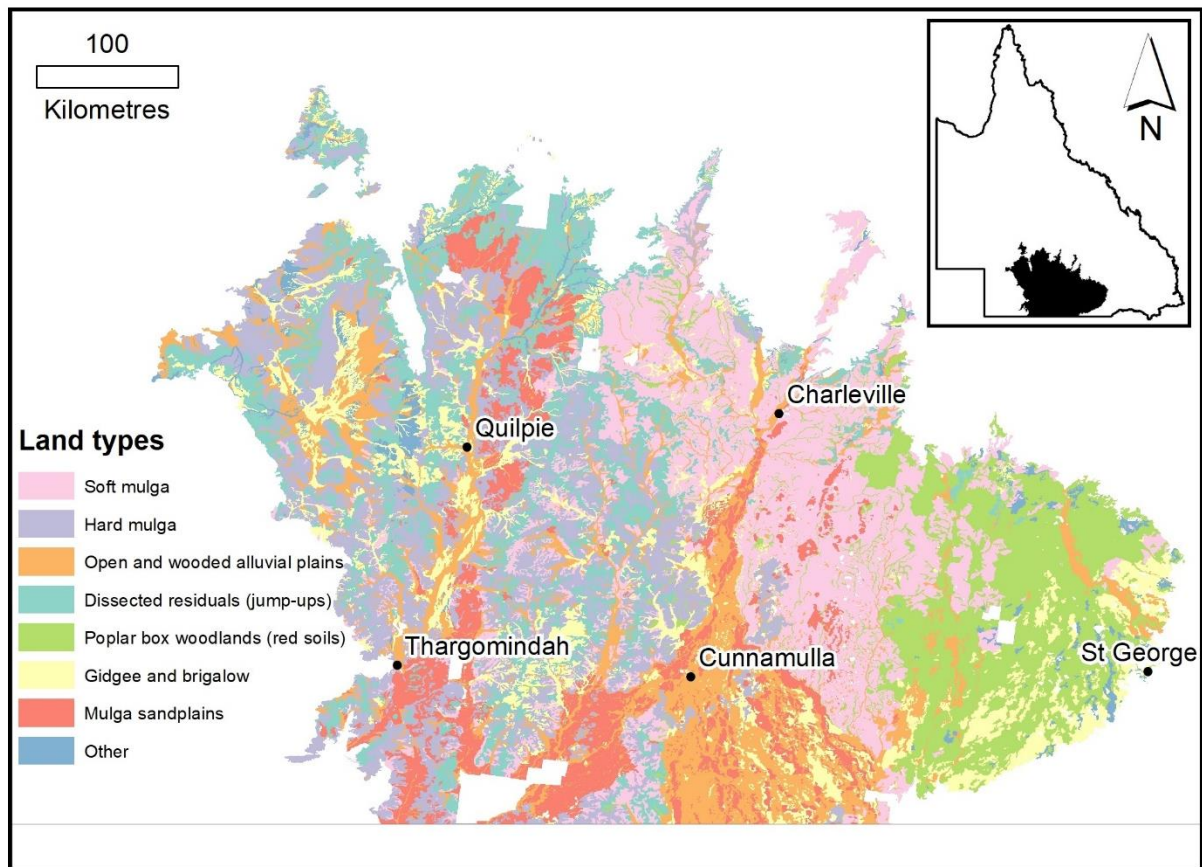 100
Kilometres
N
Charleville
Quilpie
Land types
Soft mulga
Hard mulga
Open and wooded alluvial plains
Dissected residuals (jump-ups)
Poplar box woodlands (red soils)
Gidgee and brigalow
Mulga sandplains
Other
Thargomindah
Cunnamulla
St George